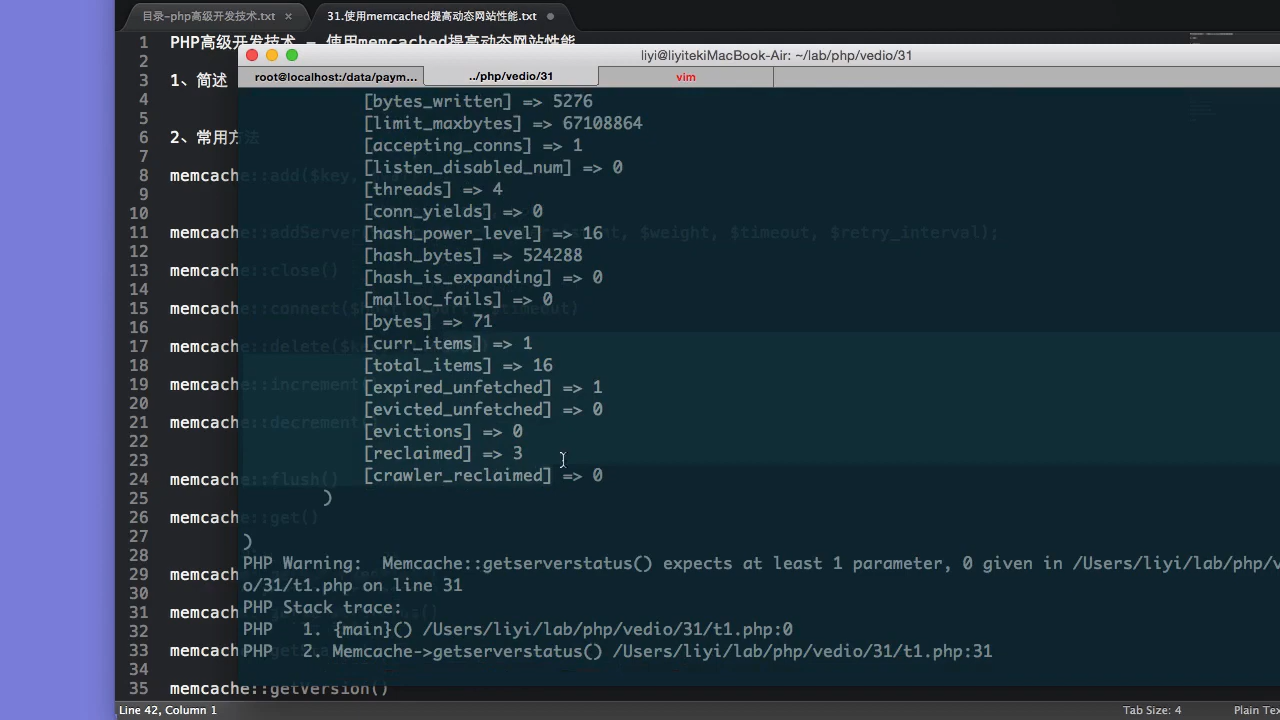 目录-php高级开发技术.txt ×
31.使用memcached提高动态网站性能.txt
liyi@liyitekiMacBook-Air: ~/lab/php/vedio/31
root@localhost:/data/paym...
../php/vedio/31
vim
1 PHP高级开发技术 - 使用memcached提高动态网站性能
2
3 1、简述
4
5
6 2、常用方法
7
8 memcache::add($key,
9
10
11 memcache::addServer( $weight, $timeout, $retry_interval);
12
13 memcache::close()
14
15 memcache::connect( timeout)
16
17 memcache::delete($
18
19 memcache::increment
20
21 memcache::decrement
22
23
24 memcache::flush()
25
26 memcache::get()
27
28
29 memcache
30
31 memcache
32
33 memcache
34
35 memcache::getVersion()
[bytes_written] => 5276
[limit_maxbytes] => 67108864
[accepting_conns] => 1
[listen_disabled_num] => 0
[threads] => 4
[conn_yields] => 0
[hash_power_level] => 16
[hash_bytes] => 524288
[hash_is_expanding] => 0
[malloc_fails] => 0
[bytes] => 71
[curr_items] => 1
[total_items] => 16
[expired_unfetched] => 1
[evicted_unfetched] => 0
[evictions] => 0
[reclaimed] => 3
[crawler_reclaimed] => 0
)
)
PHP Warning:  Memcache::getserverstatus() expects at least 1 parameter, 0 given in /Users/liyi/lab/php/v
o/31/t1.php on line 31
PHP Stack trace:
PHP   1. {main}() /Users/liyi/lab/php/vedio/31/t1.php:0
PHP   2. Memcache->getserverstatus() /Users/liyi/lab/php/vedio/31/t1.php:31
Line 42, Column 1
Tab Size: 4
Plain Te